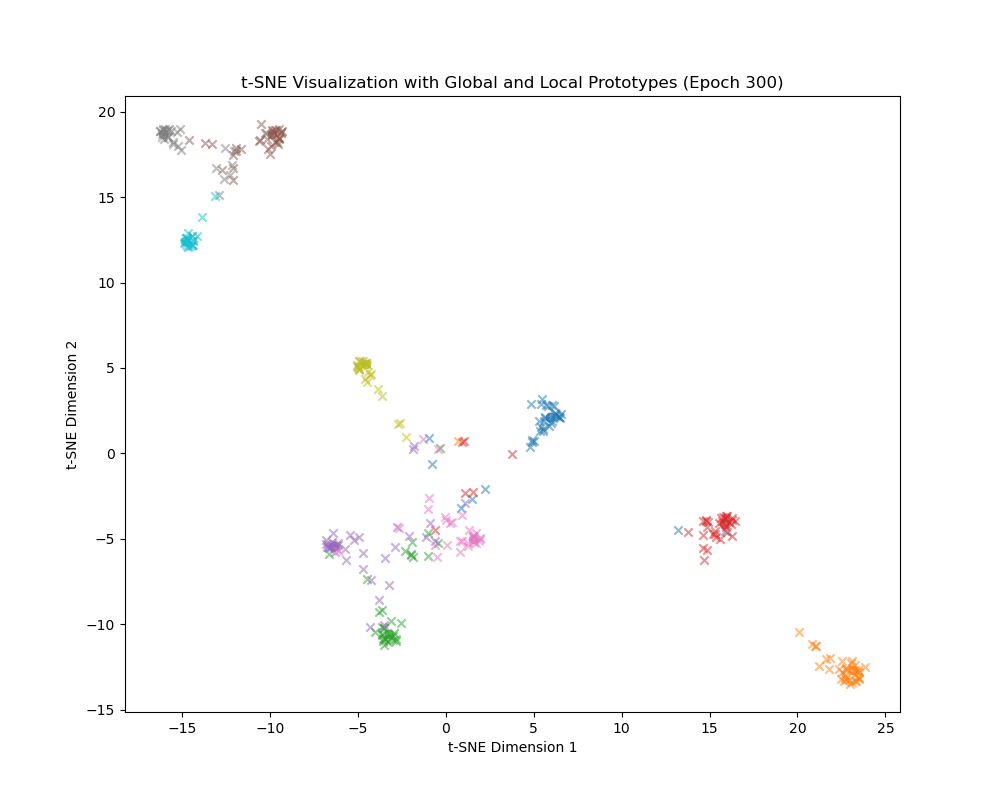 t-SNE Visualization with Global and Local Prototypes (Epoch 300)
20
15
10
5
0
−5
−10
−15
t-SNE Dimension 2
−15 −10 −5 0 5 10 15 20 25
t-SNE Dimension 1